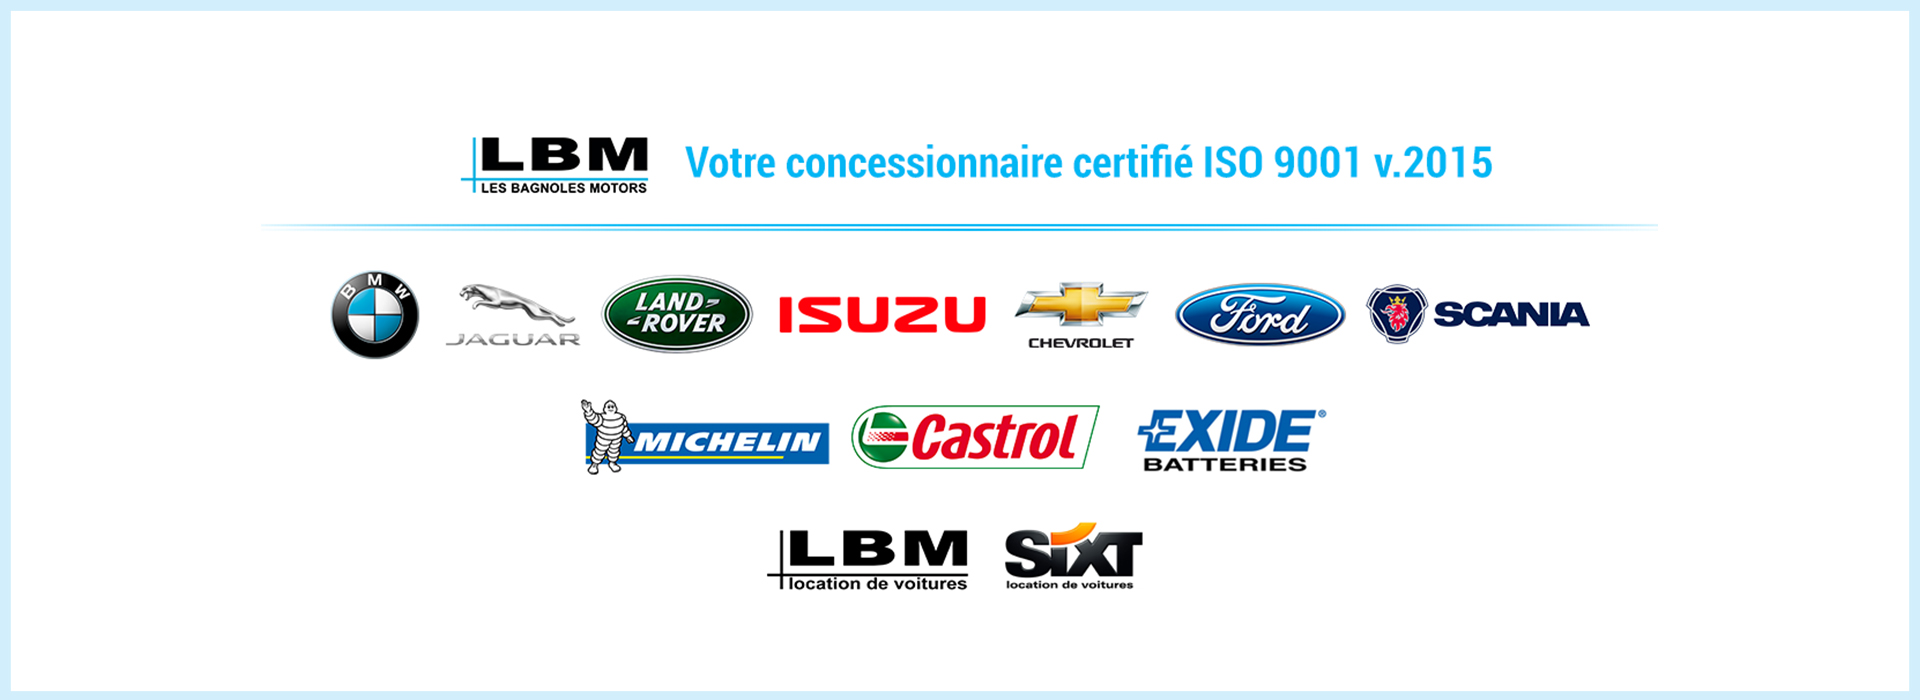 LBM
LES BAGNOLES MOTORS
Votre concessionnaire certifié ISO 9001 v.2015
BMW
JAGUAR
LAND-
-ROVER
ISUZU
CHEVROLET
Ford
SCANIA
MICHELIN
Castrol
EXIDE®
BATTERIES
LBM
location de voitures
SIXT
location de voitures